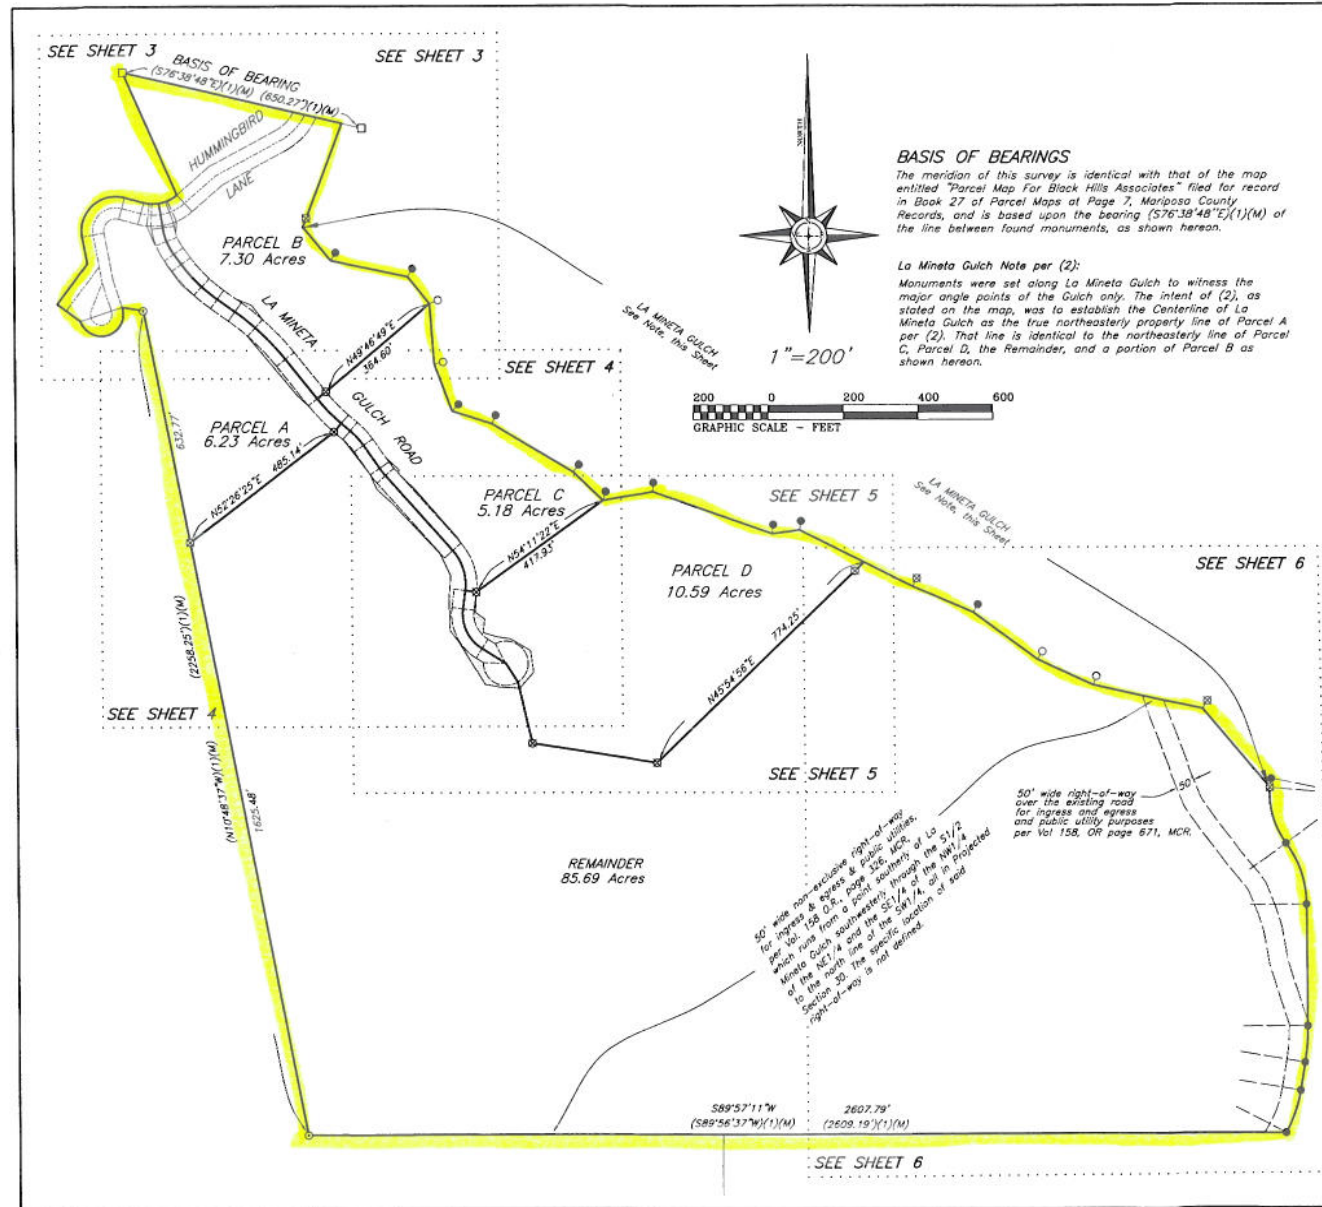 SEE SHEET 3
SEE SHEET 3
BASIS OF BEARING
(S76°38'48"E)(1)(M) (650.27')(1)(M)
HUMMINGBIRD
LANE
PARCEL B
7.30 Acres
LA MINETA
GULCH ROAD
N49°46'49"E
364.60'
LA MINETA GULCH
See Note, this Sheet
NORTH
BASIS OF BEARINGS
The meridian of this survey is identical with that of the map
entitled "Parcel Map For Black Hills Associates" filed for record
in Book 27 of Parcel Maps at Page 7, Mariposa County
Records, and is based upon the bearing (S76°38'48"E)(1)(M) of
the line between found monuments, as shown hereon.
La Mineta Gulch Note per (2):
Monuments were set along La Mineta Gulch to witness the
major angle points of the Gulch only. The intent of (2), as
stated on the map, was to establish the Centerline of La
Mineta Gulch as the true northeasterly property line of Parcel A
per (2). That line is identical to the northeasterly line of Parcel
C, Parcel D, the Remainder, and a portion of Parcel B as
shown hereon.
1"=200'
200 0 200 400 600
GRAPHIC SCALE - FEET
SEE SHEET 4
632.77'
PARCEL A
6.23 Acres
N52°26'25"E 485.14'
PARCEL C
5.18 Acres
N54°11'22"E
417.93'
SEE SHEET 5
LA MINETA GULCH
See Note, this Sheet
SEE SHEET 6
PARCEL D
10.59 Acres
N45°54'56"E 774.25'
(2258.25')(1)(M)
SEE SHEET 4
(N10°48'37"W)(1)(M)
1625.48'
SEE SHEET 5
50' wide right-of-way
over the existing road
for ingress and egress
and public utility purposes
per Vol 158, OR page 671, MCR.
50'
REMAINDER
85.69 Acres
50' wide non-exclusive right-of-way
for ingress & egress & public utilities,
per Vol. 158 O.R., page 326, MCR.
which runs from a point southerly of La
Mineta Gulch southwesterly through the S1/2
of the NE1/4 and the SE1/4 of the NW1/4
to the north line of the SW1/4, all in Projected
Section 30. The specific location of said
right-of-way is not defined.
S89°57'11"W 2607.79'
(S89°56'37"W)(1)(M) (2609.19')(1)(M)
SEE SHEET 6